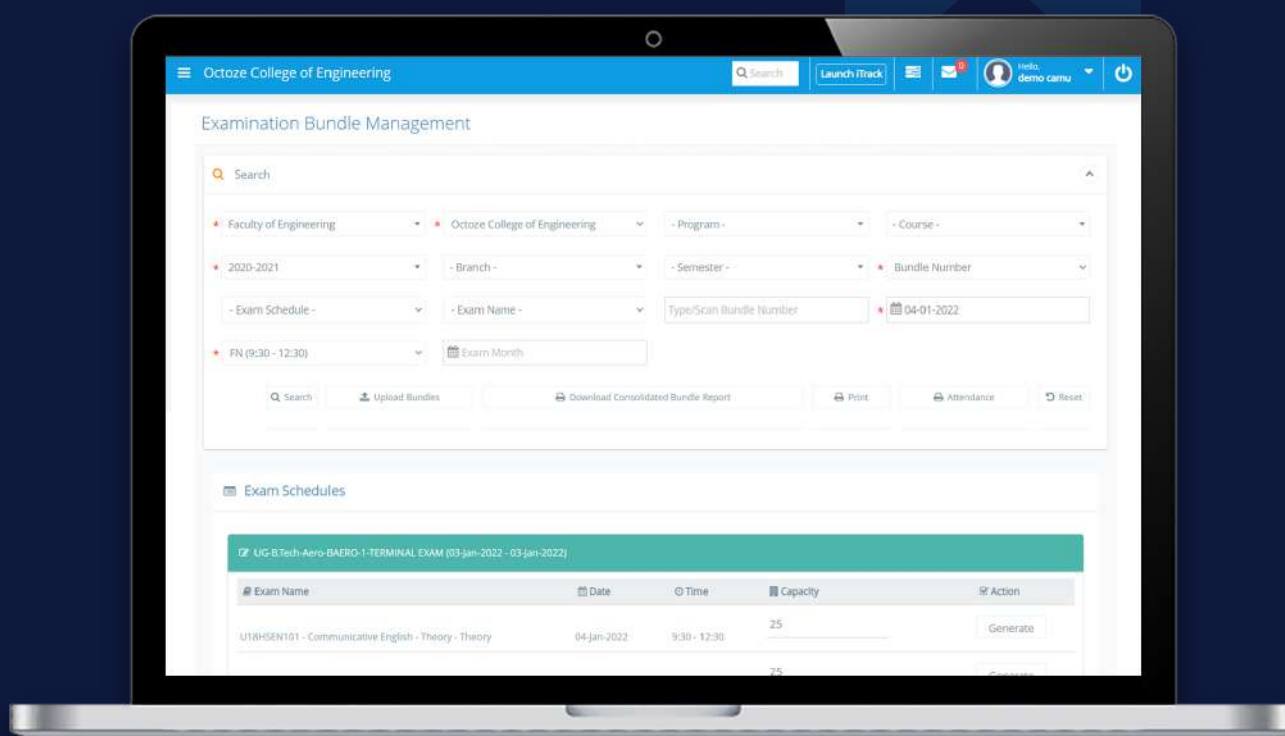 Octoze College of Engineering Search Launch iTrack 0 Hello, demo camu
Examination Bundle Management
Search
* Faculty of Engineering * Octoze College of Engineering - Program - - Course -
* 2020-2021 - Branch - - Semester - * Bundle Number
- Exam Schedule - - Exam Name - Type/Scan Bundle Number * 04-01-2022
* FN (9:30 - 12:30) Exam Month
Search Upload Bundles Download Consolidated Bundle Report Print Attendance Reset
Exam Schedules
UG-B.Tech-Aero-BAERO-1-TERMINAL EXAM (03-Jan-2022 - 03-Jan-2022)
Exam Name Date Time Capacity Action
U18HSEN101 - Communicative English - Theory - Theory 04-Jan-2022 9:30 - 12:30 25 Generate
25 Generate